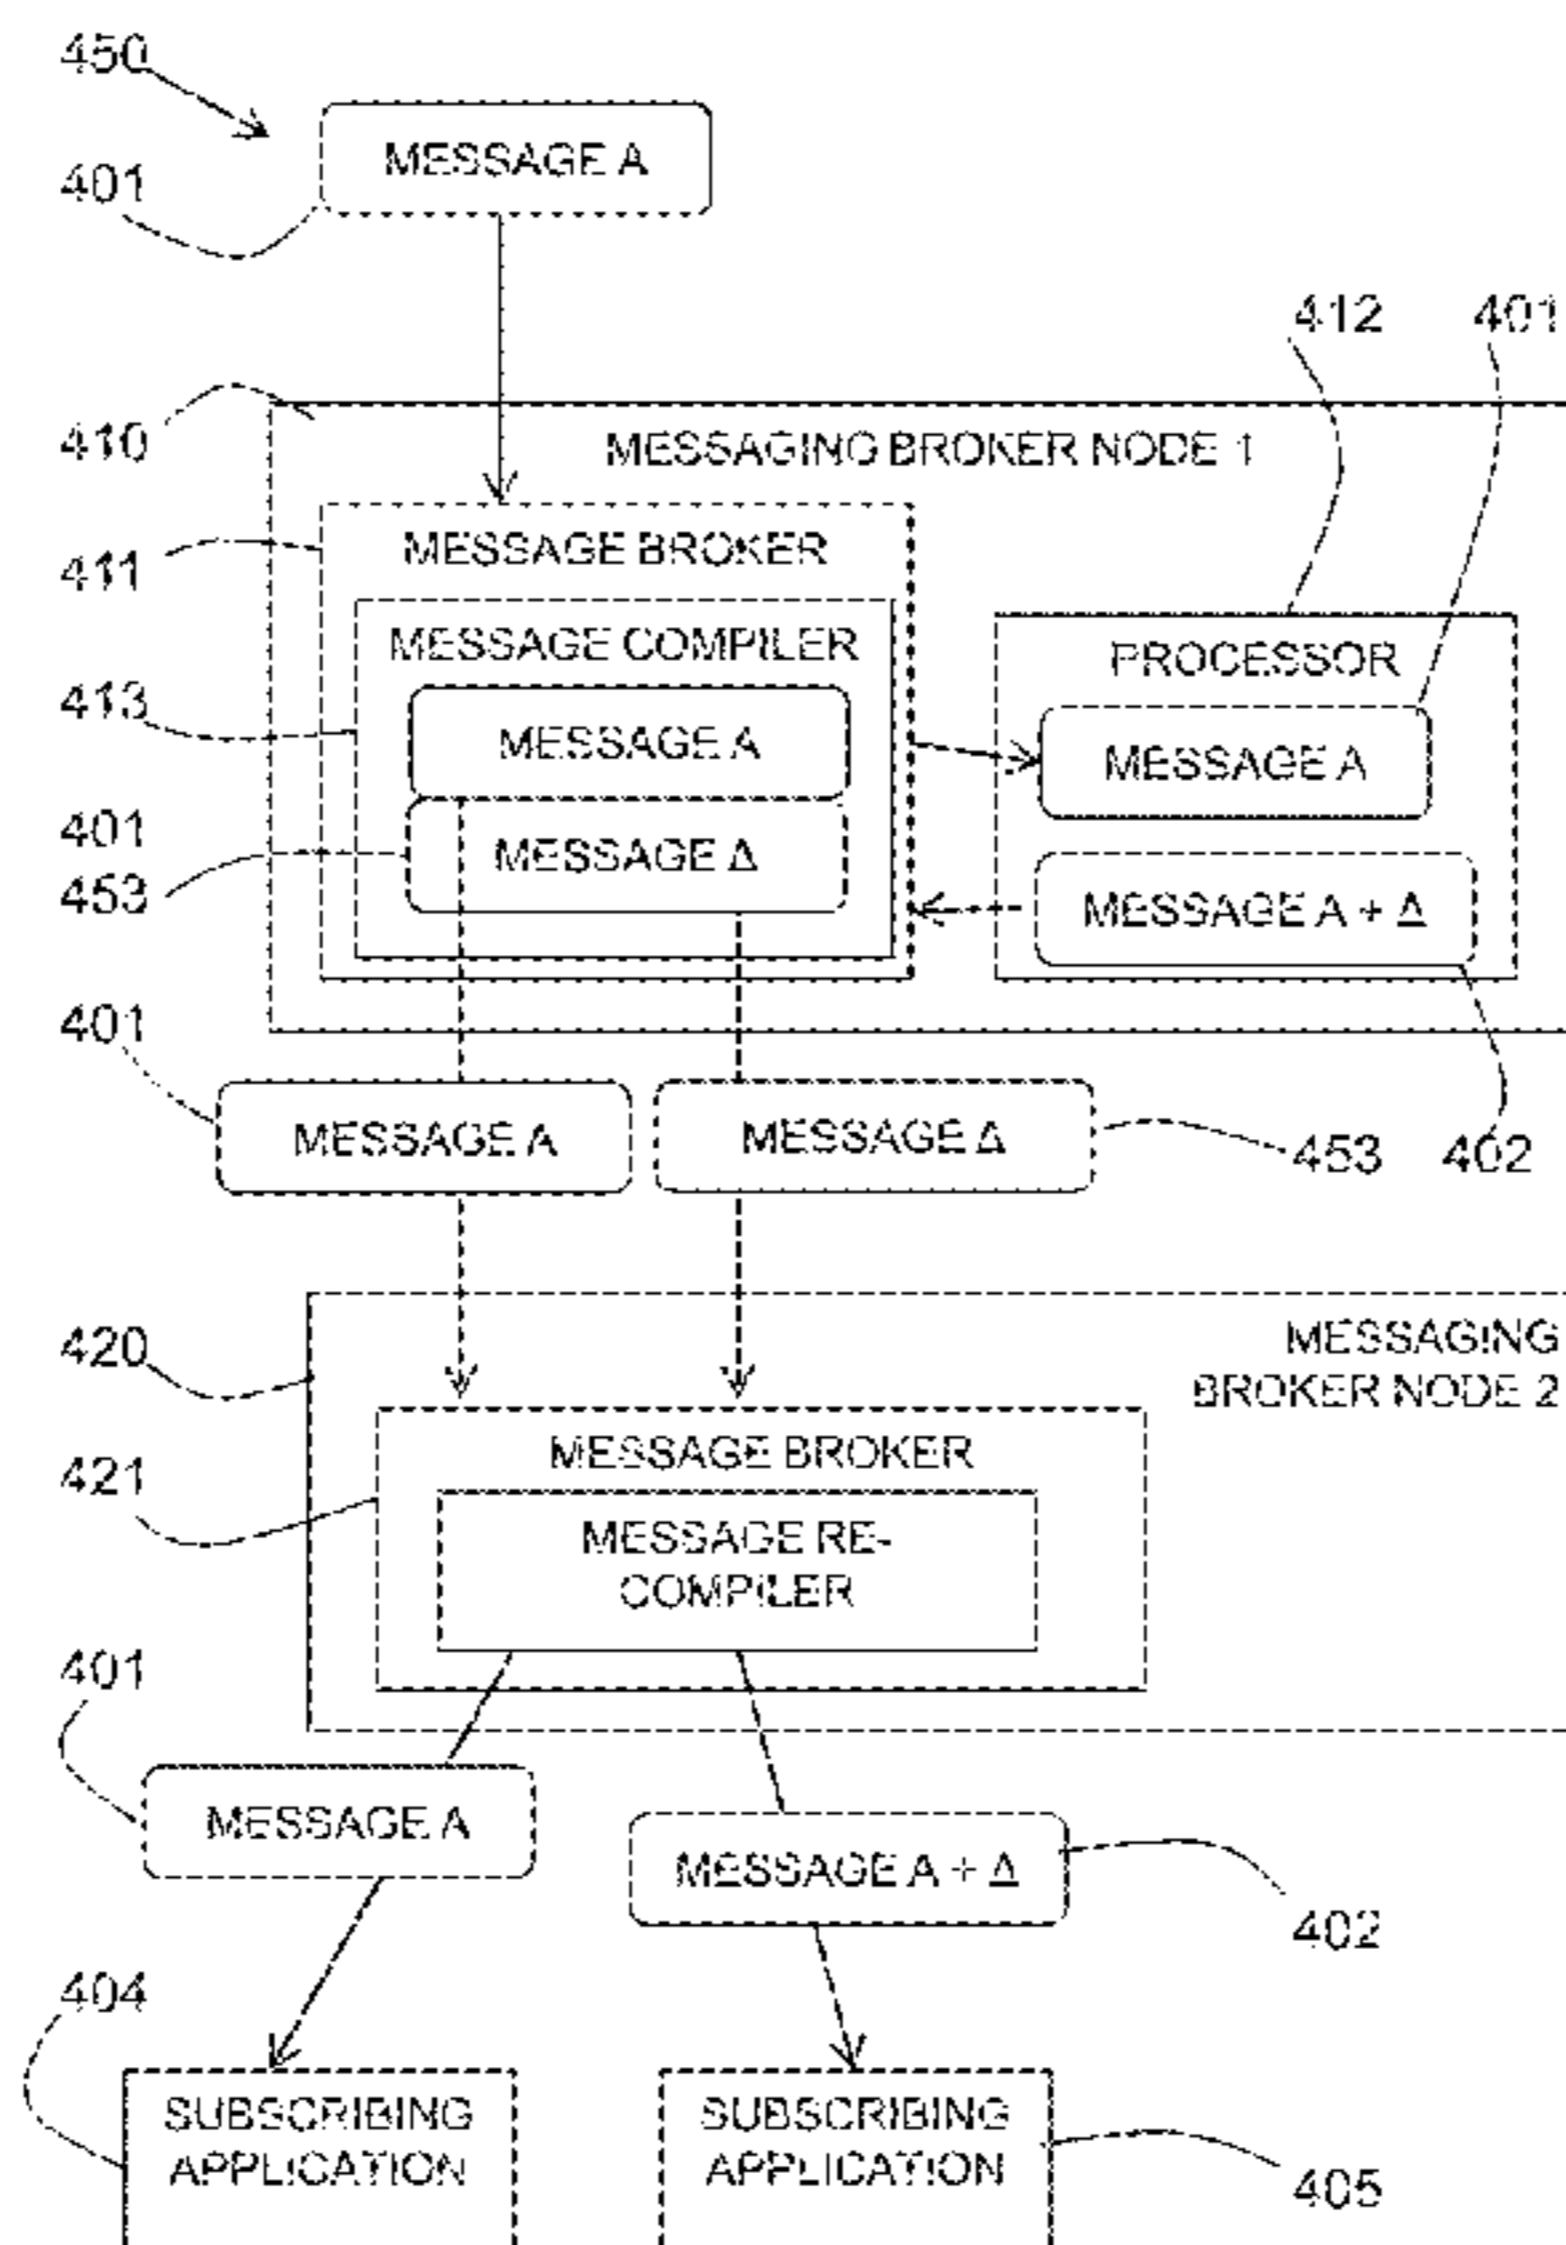 450
MESSAGE A
401
412
401
410
MESSAGING BROKER NODE 1
411
MESSAGE BROKER
MESSAGE COMPILER
PROCESSOR
413
MESSAGE A
MESSAGE A
401
MESSAGE Δ
453
MESSAGE A + Δ
401
MESSAGE A
MESSAGE Δ
453
402
420
MESSAGING
BROKER NODE 2
421
MESSAGE BROKER
MESSAGE RE-
COMPILER
401
MESSAGE A
MESSAGE A + Δ
402
404
SUBSCRIBING
APPLICATION
SUBSCRIBING
APPLICATION
405